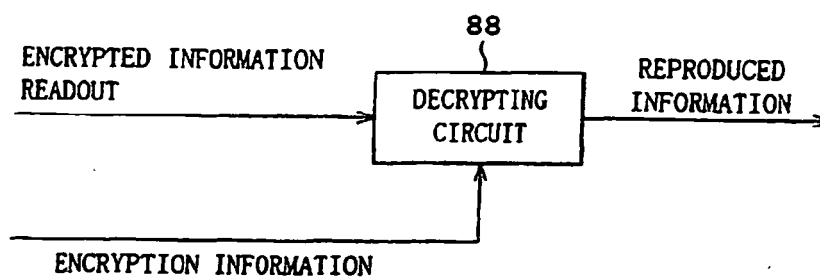 88
ENCRYPTED INFORMATION
READOUT
DECRYPTING
CIRCUIT
REPRODUCED
INFORMATION
ENCRYPTION INFORMATION